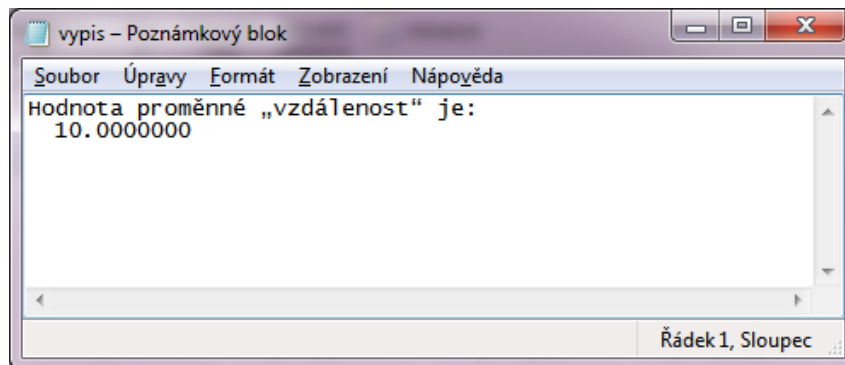 vypis – Poznámkový blok
Soubor Úpravy Formát Zobrazení Nápověda
Hodnota proměnné „vzdálenost“ je:
10.0000000
Řádek 1, Sloupec